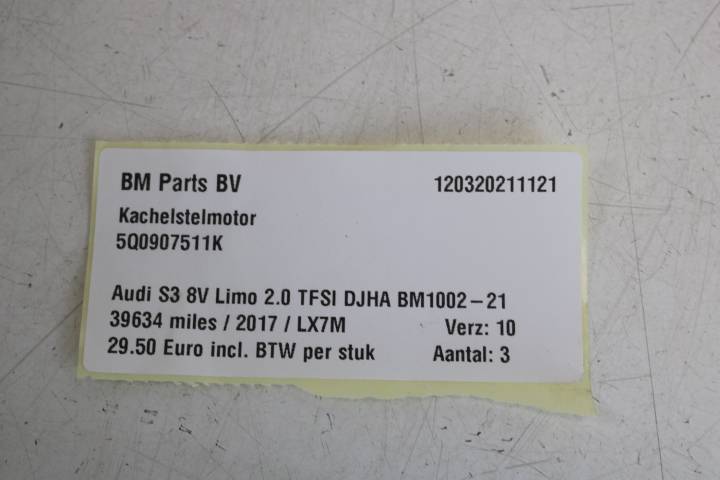 BM Parts BV 120320211121
Kachelstelmotor
5Q0907511K
Audi S3 8V Limo 2.0 TFSI DJHA BM1002-21
39634 miles / 2017 / LX7M Verz: 10
29.50 Euro incl. BTW per stuk Aantal: 3